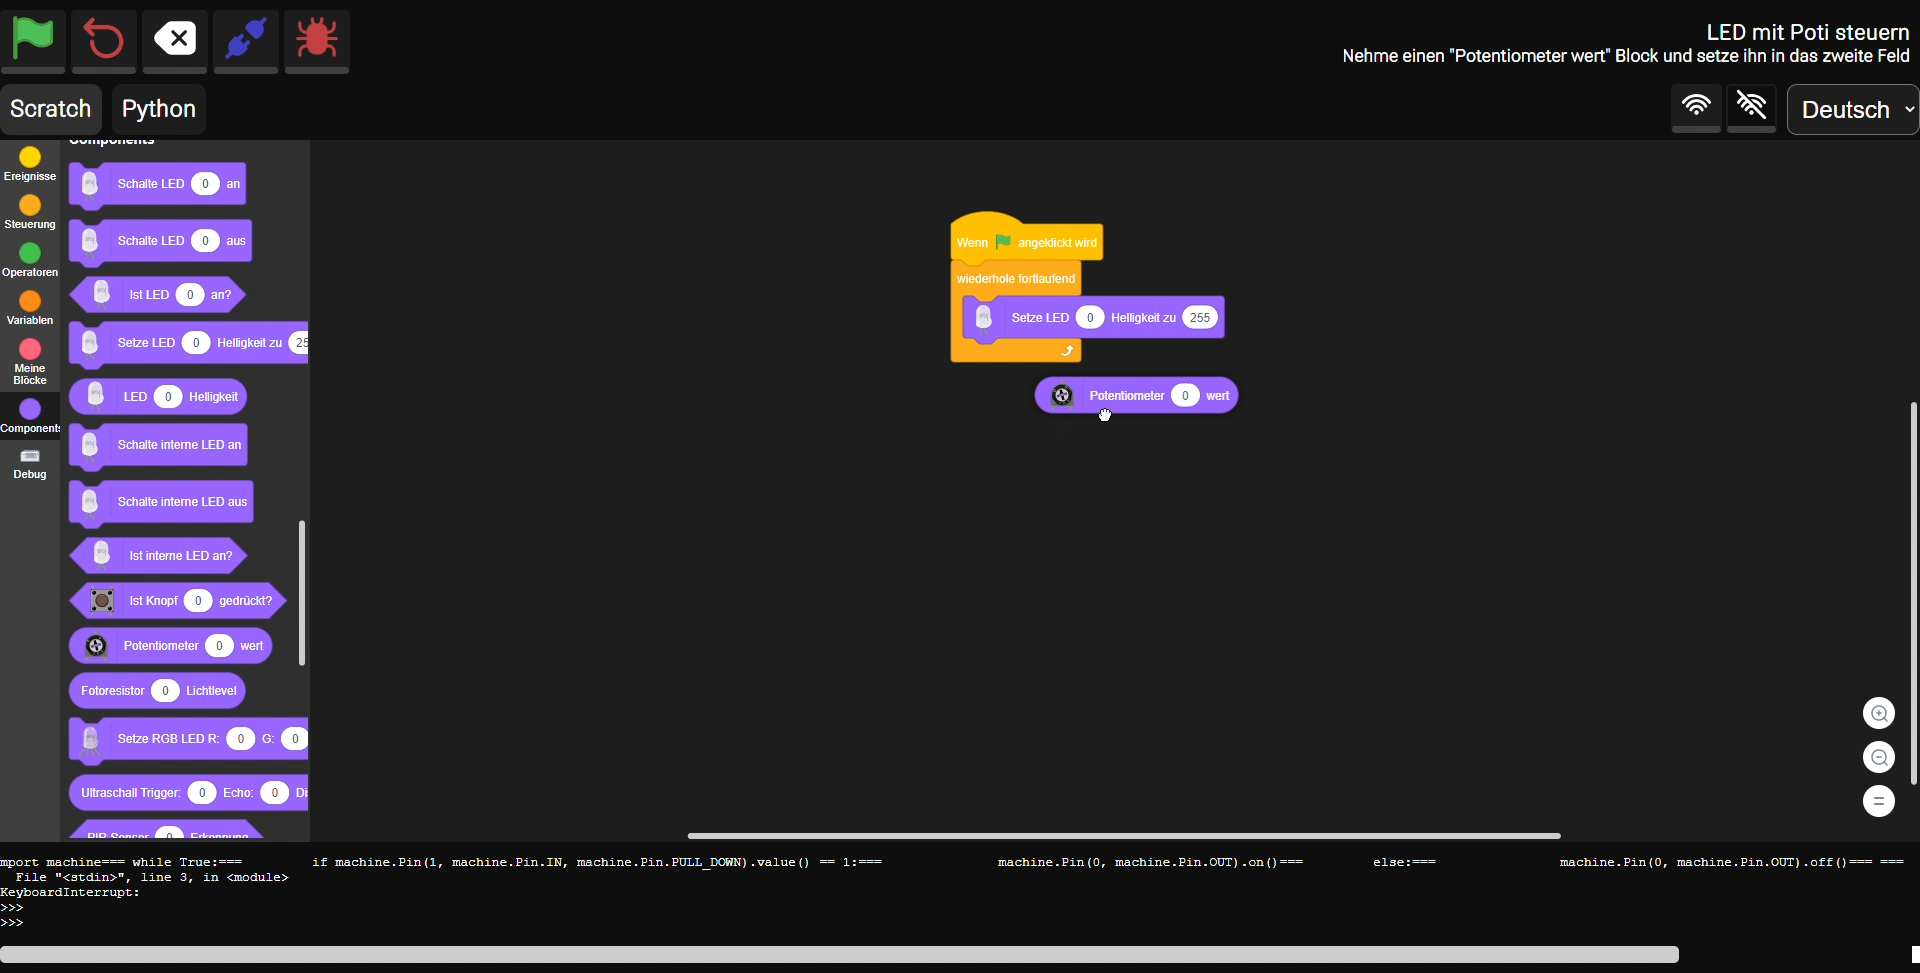 LED mit Poti steuern
Nehme einen "Potentiometer wert" Block und setze ihn in das zweite Feld
Scratch
Python
Deutsch
Components
Ereignisse
Steuerung
Operatoren
Variablen
Meine
Blöcke
Components
Debug
Schalte LED 0 an
Schalte LED 0 aus
Ist LED 0 an?
Setze LED 0 Helligkeit zu 25
LED 0 Helligkeit
Schalte interne LED an
Schalte interne LED aus
Ist interne LED an?
Ist Knopf 0 gedrückt?
Potentiometer 0 wert
Fotoresistor 0 Lichtlevel
Setze RGB LED R: 0 G: 0
Ultraschall Trigger: 0 Echo: 0 Di
PIR Sensor 0 Erkennung
Wenn angeklickt wird
wiederhole fortlaufend
Setze LED 0 Helligkeit zu 255
Potentiometer 0 wert
mport machine=== while True:=== if machine.Pin(1, machine.Pin.IN, machine.Pin.PULL_DOWN).value() == 1:=== machine.Pin(0, machine.Pin.OUT).on()=== else:=== machine.Pin(0, machine.Pin.OUT).off()=== ===
File "<stdin>", line 3, in <module>
KeyboardInterrupt:
>>>
>>>